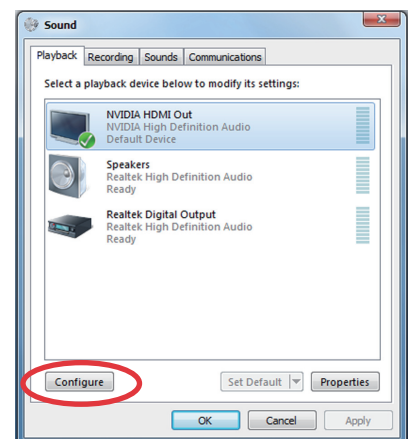 Sound
Playback Recording Sounds Communications
Select a playback device below to modify its settings:
NVIDIA HDMI Out
NVIDIA High Definition Audio
Default Device
Speakers
Realtek High Definition Audio
Ready
Realtek Digital Output
Realtek High Definition Audio
Ready
Configure Set Default Properties
OK Cancel Apply